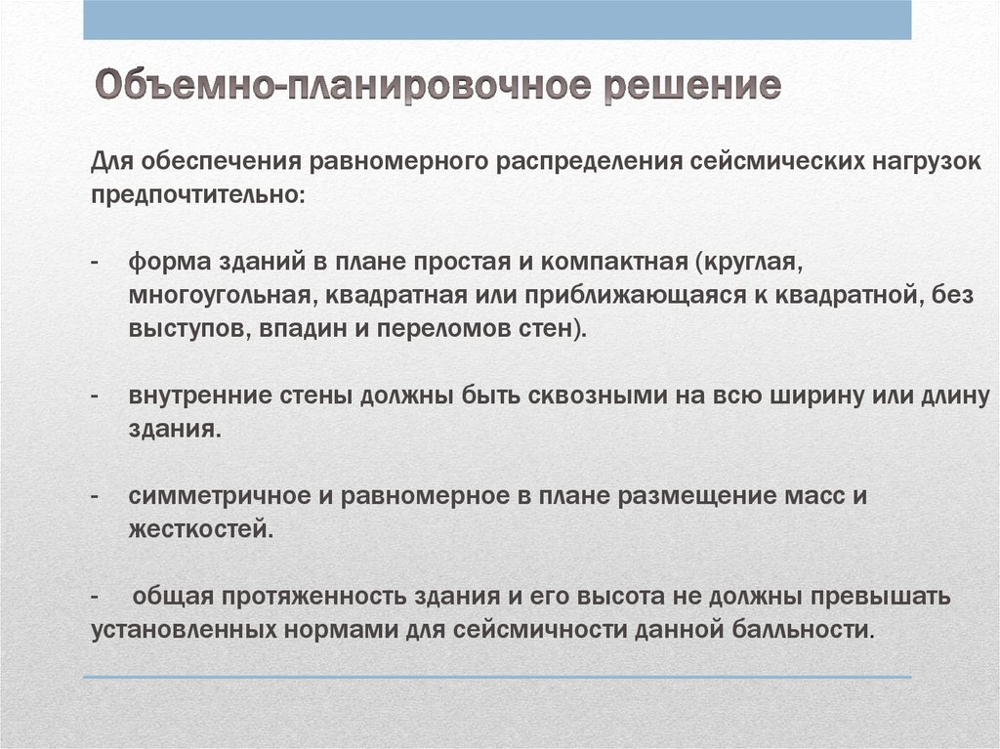 Объемно-планировочное решение
Для обеспечения равномерного распределения сейсмических нагрузок
предпочтительно:
- форма зданий в плане простая и компактная (круглая,
многоугольная, квадратная или приближающаяся к квадратной, без
выступов, впадин и переломов стен).
- внутренние стены должны быть сквозными на всю ширину или длину
здания.
- симметричное и равномерное в плане размещение масс и
жесткостей.
- общая протяженность здания и его высота не должны превышать
установленных нормами для сейсмичности данной балльности.